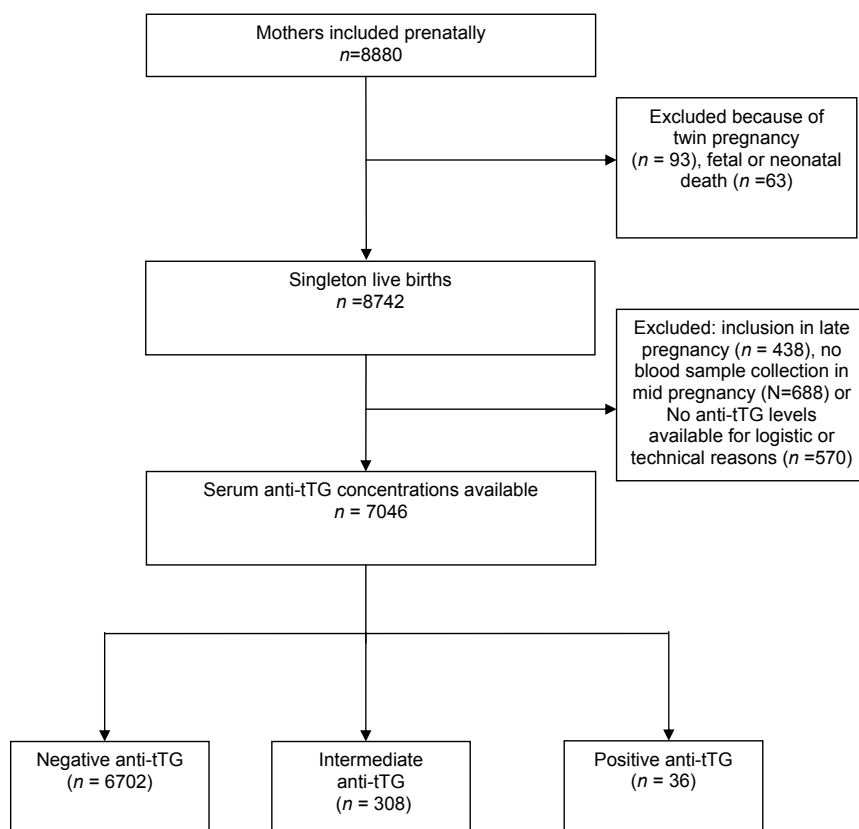 Mothers included prenatally
n=8880
Excluded because of
twin pregnancy
(n = 93), fetal or neonatal
death (n =63)
Singleton live births
n =8742
Excluded: inclusion in late
pregnancy (n = 438), no
blood sample collection in
mid pregnancy (N=688) or
No anti-tTG levels
available for logistic or
technical reasons (n =570)
Serum anti-tTG concentrations available
n = 7046
Negative anti-tTG
(n = 6702)
Intermediate
anti-tTG
(n = 308)
Positive anti-tTG
(n = 36)